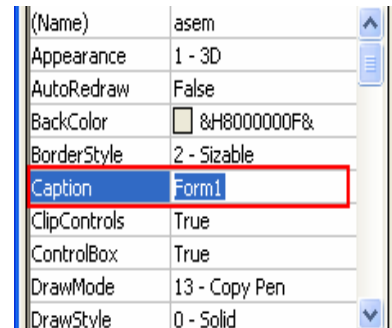 (Name) asem
Appearance 1 - 3D
AutoRedraw False
BackColor &H8000000F&
BorderStyle 2 - Sizable
Caption Form1
ClipControls True
ControlBox True
DrawMode 13 - Copy Pen
DrawStyle 0 - Solid